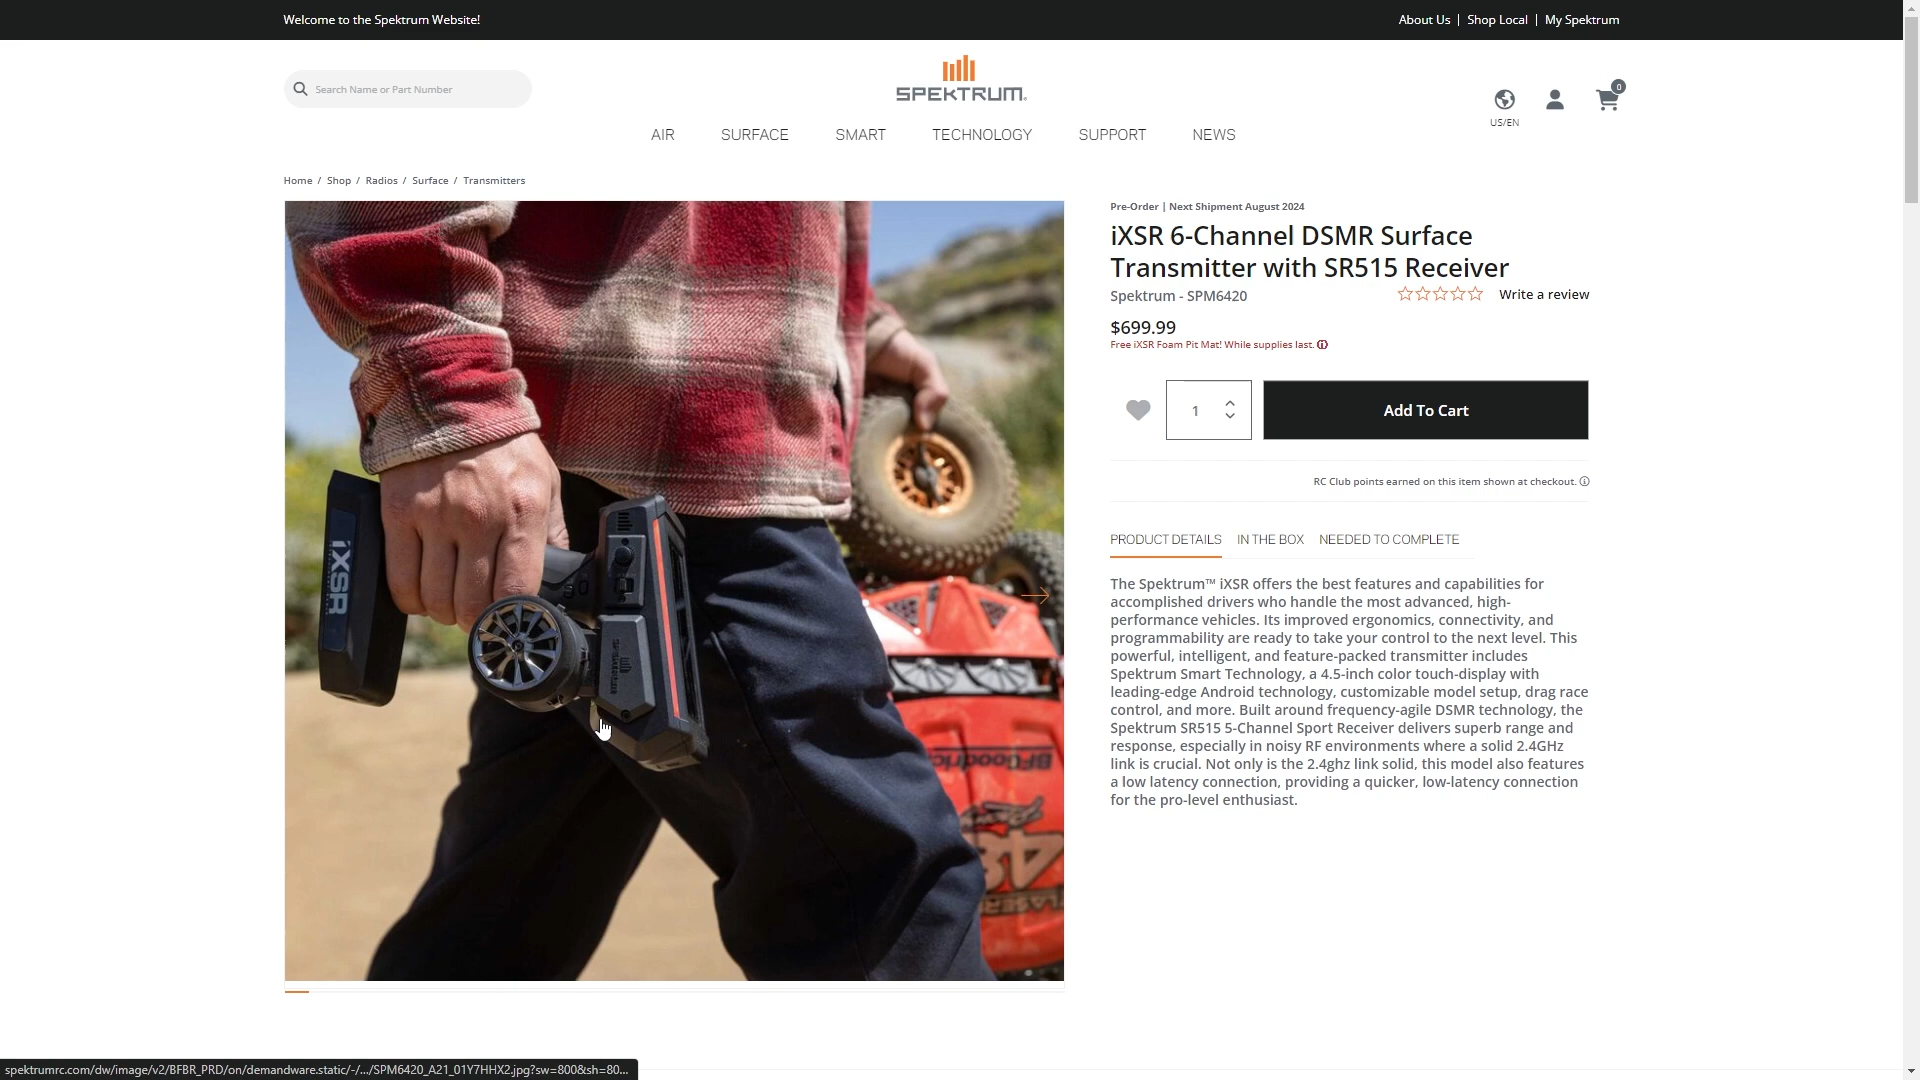 Welcome to the Spektrum Website!
About Us | Shop Local | My Spektrum
Search Name or Part Number
SPEKTRUM
0
US/EN
AIR SURFACE SMART TECHNOLOGY SUPPORT NEWS
Home / Shop / Radios / Surface / Transmitters
Pre-Order | Next Shipment August 2024
iXSR 6-Channel DSMR Surface
Transmitter with SR515 Receiver
Spektrum - SPM6420
Write a review
$699.99
Free iXSR Foam Pit Mat! While supplies last.
1
Add To Cart
RC Club points earned on this item shown at checkout.
PRODUCT DETAILS IN THE BOX NEEDED TO COMPLETE
The Spektrum™ iXSR offers the best features and capabilities for
accomplished drivers who handle the most advanced, high-
performance vehicles. Its improved ergonomics, connectivity, and
programmability are ready to take your control to the next level. This
powerful, intelligent, and feature-packed transmitter includes
Spektrum Smart Technology, a 4.5-inch color touch-display with
leading-edge Android technology, customizable model setup, drag race
control, and more. Built around frequency-agile DSMR technology, the
Spektrum SR515 5-Channel Sport Receiver delivers superb range and
response, especially in noisy RF environments where a solid 2.4GHz
link is crucial. Not only is the 2.4ghz link solid, this model also features
a low latency connection, providing a quicker, low-latency connection
for the pro-level enthusiast.
iXSR
BFGoodric
48
spektrumrc.com/dw/image/v2/BFBR_PRD/on/demandware.static/-/.../SPM6420_A21_01Y7HHX2.jpg?sw=800&sh=80...